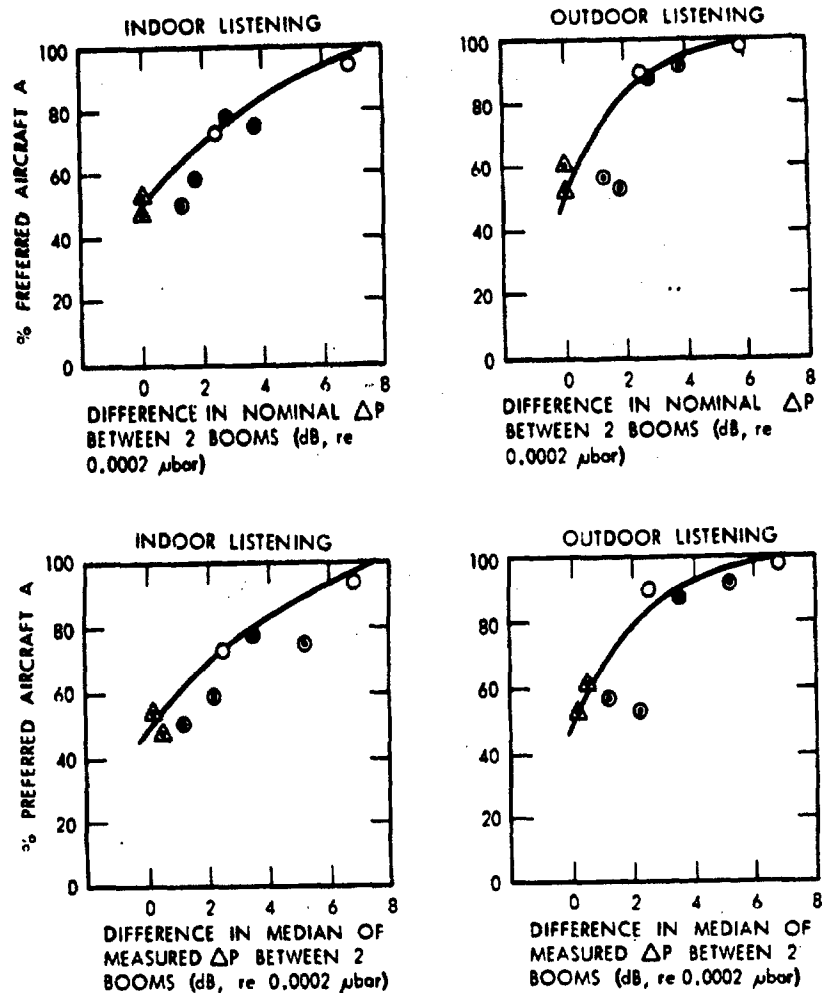 INDOOR LISTENING
% PREFERRED AIRCRAFT A
100
80
60
40
20
0
0 2 4 6 8
DIFFERENCE IN NOMINAL ΔP
BETWEEN 2 BOOMS (dB, re
0.0002 μbar)
OUTDOOR LISTENING
100
80
60
40
20
0
0 2 4 6 8
DIFFERENCE IN NOMINAL ΔP
BETWEEN 2 BOOMS (dB, re
0.0002 μbar)
INDOOR LISTENING
% PREFERRED AIRCRAFT A
100
80
60
40
20
0
0 2 4 6 8
DIFFERENCE IN MEDIAN OF
MEASURED ΔP BETWEEN 2
BOOMS (dB, re 0.0002 μbar)
OUTDOOR LISTENING
100
80
60
40
20
0
0 2 4 6 8
DIFFERENCE IN MEDIAN OF
MEASURED ΔP BETWEEN 2
BOOMS (dB, re 0.0002 μbar)